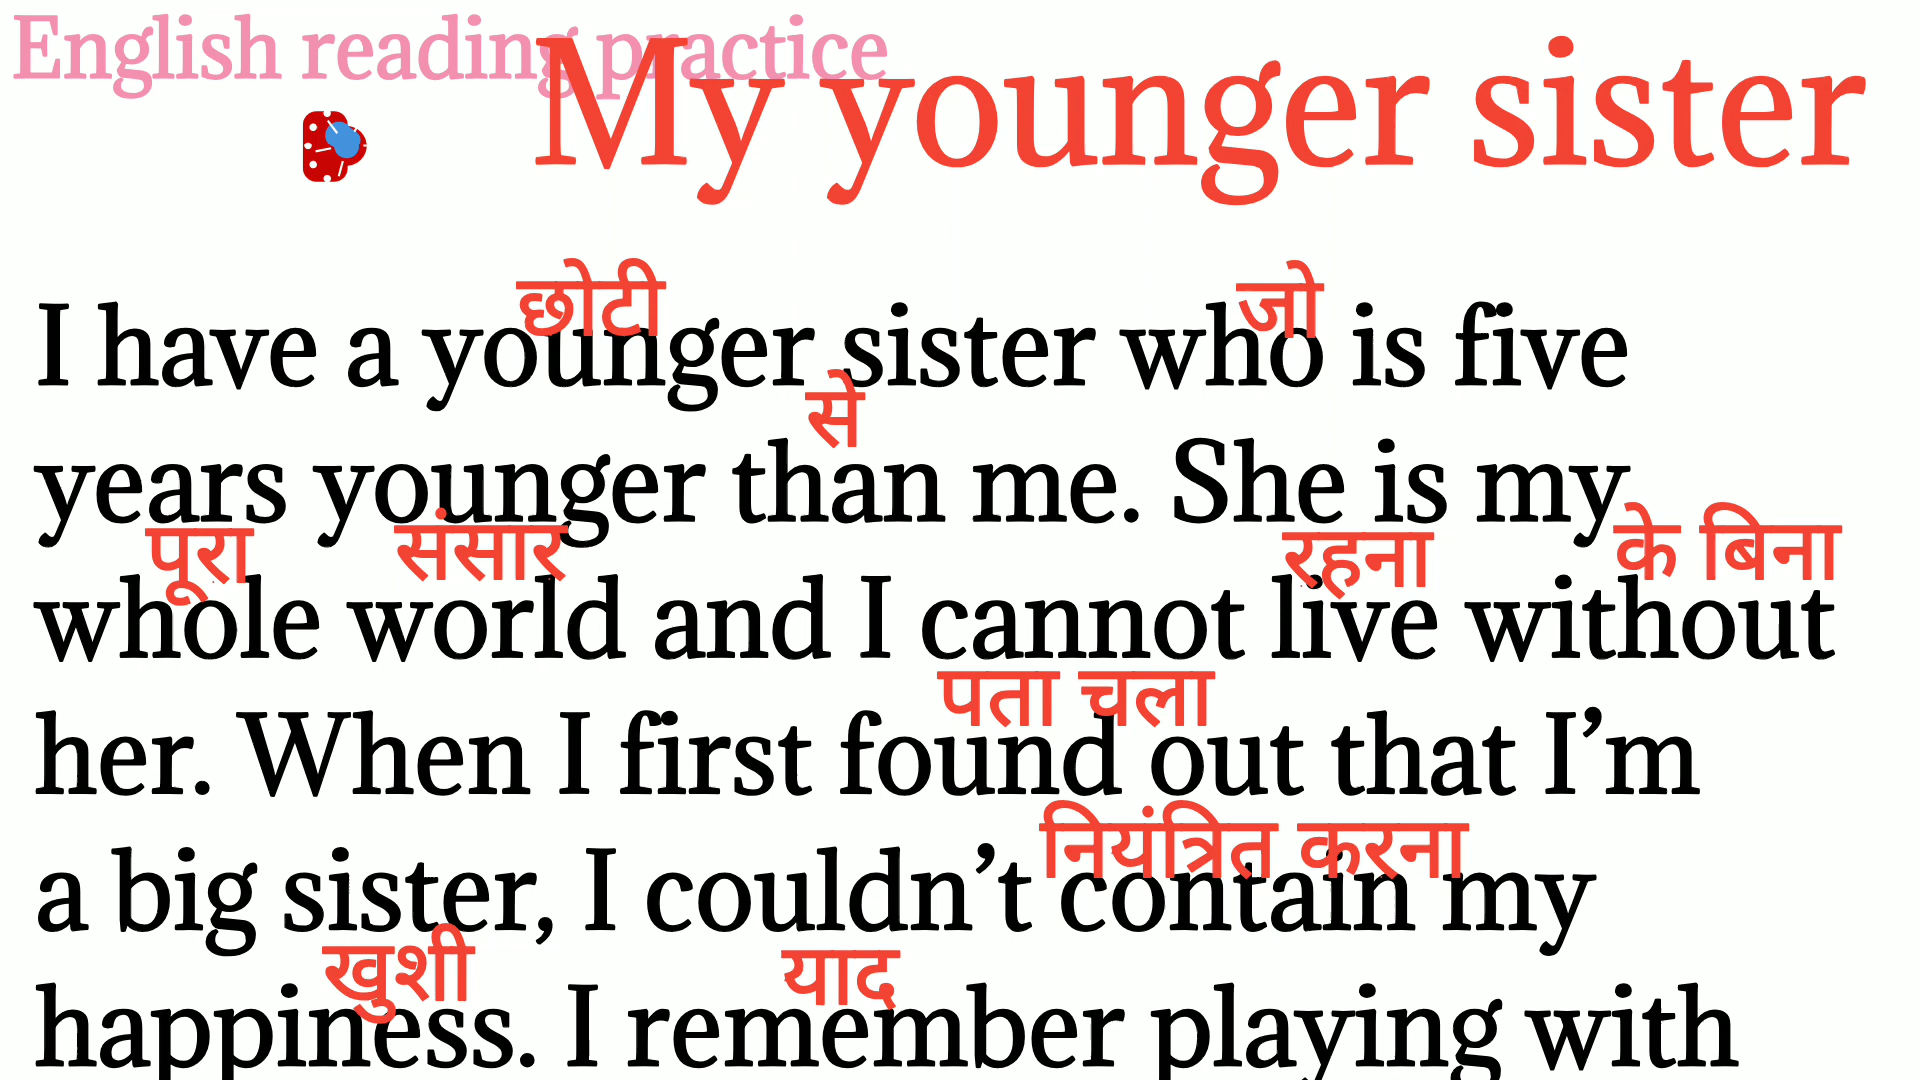 English reading practice
My younger sister
छोटी जो
I have a younger sister who is five
से
years younger than me. She is my
पूरा संसार रहना के बिना
whole world and I cannot live without
पता चला
her. When I first found out that I’m
नियंत्रित करना
a big sister, I couldn’t contain my
खुशी याद
happiness. I remember playing with